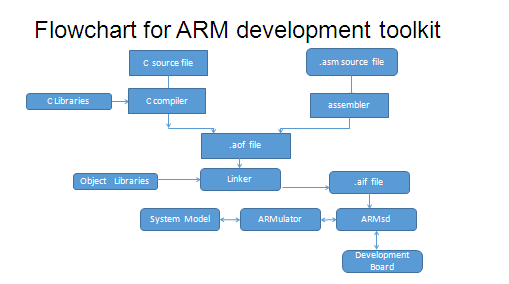 Flowchart for ARM development toolkit
C source file
.asm source file
C Libraries
C compiler
assembler
.aof file
Object Libraries
Linker
.aif file
System Model
ARMulator
ARMsd
Development
Board